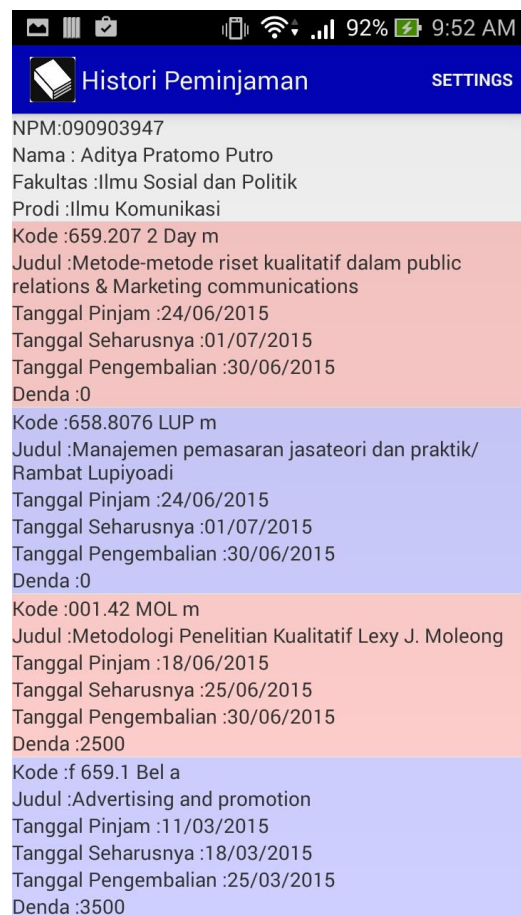 92% 9:52 AM
Histori Peminjaman SETTINGS
NPM:090903947
Nama : Aditya Pratomo Putro
Fakultas :Ilmu Sosial dan Politik
Prodi :Ilmu Komunikasi
Kode :659.207 2 Day m
Judul :Metode-metode riset kualitatif dalam public
relations & Marketing communications
Tanggal Pinjam :24/06/2015
Tanggal Seharusnya :01/07/2015
Tanggal Pengembalian :30/06/2015
Denda :0
Kode :658.8076 LUP m
Judul :Manajemen pemasaran jasateori dan praktik/
Rambat Lupiyoadi
Tanggal Pinjam :24/06/2015
Tanggal Seharusnya :01/07/2015
Tanggal Pengembalian :30/06/2015
Denda :0
Kode :001.42 MOL m
Judul :Metodologi Penelitian Kualitatif Lexy J. Moleong
Tanggal Pinjam :18/06/2015
Tanggal Seharusnya :25/06/2015
Tanggal Pengembalian :30/06/2015
Denda :2500
Kode :f 659.1 Bel a
Judul :Advertising and promotion
Tanggal Pinjam :11/03/2015
Tanggal Seharusnya :18/03/2015
Tanggal Pengembalian :25/03/2015
Denda :3500